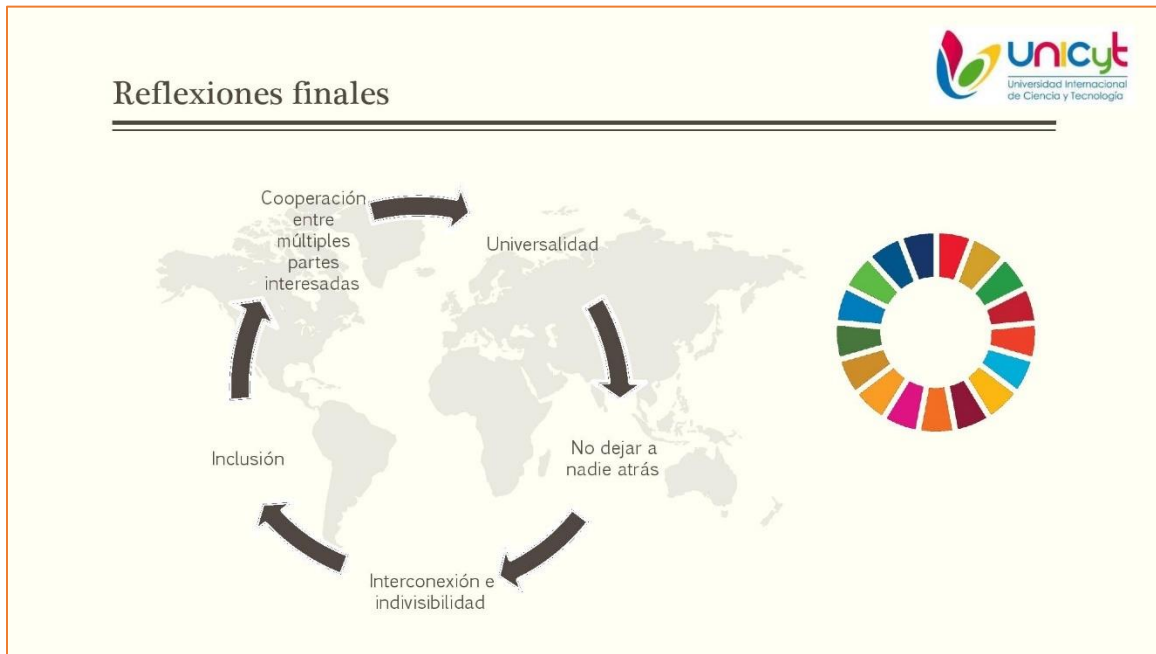 unicyt
Universidad Internacional
de Ciencia y Tecnología
Reflexiones finales
Cooperación
entre
múltiples
partes
interesadas
Universalidad
No dejar a
nadie atrás
Interconexión e
indivisibilidad
Inclusión